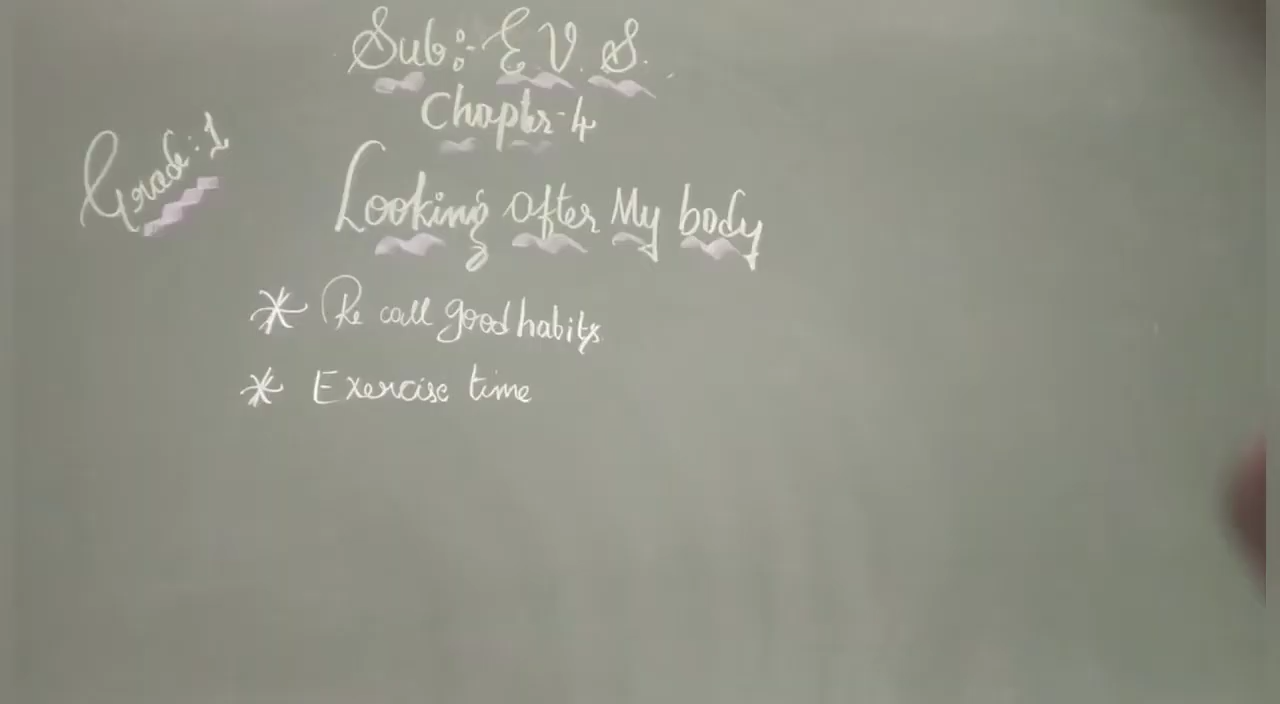 Sub:- E.V.S.
Chapter-4
Grade:1
Looking after My body
* Re call good habits
* Exercise time